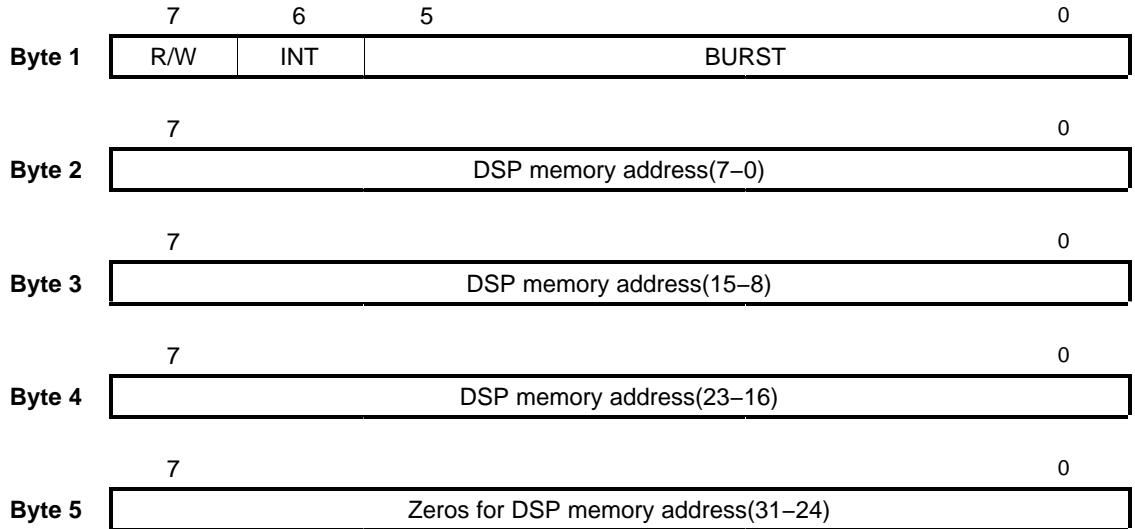 7 6 5 0
Byte 1 R/W INT BURST
7 0
Byte 2 DSP memory address(7−0)
7 0
Byte 3 DSP memory address(15−8)
7 0
Byte 4 DSP memory address(23−16)
7 0
Byte 5 Zeros for DSP memory address(31−24)